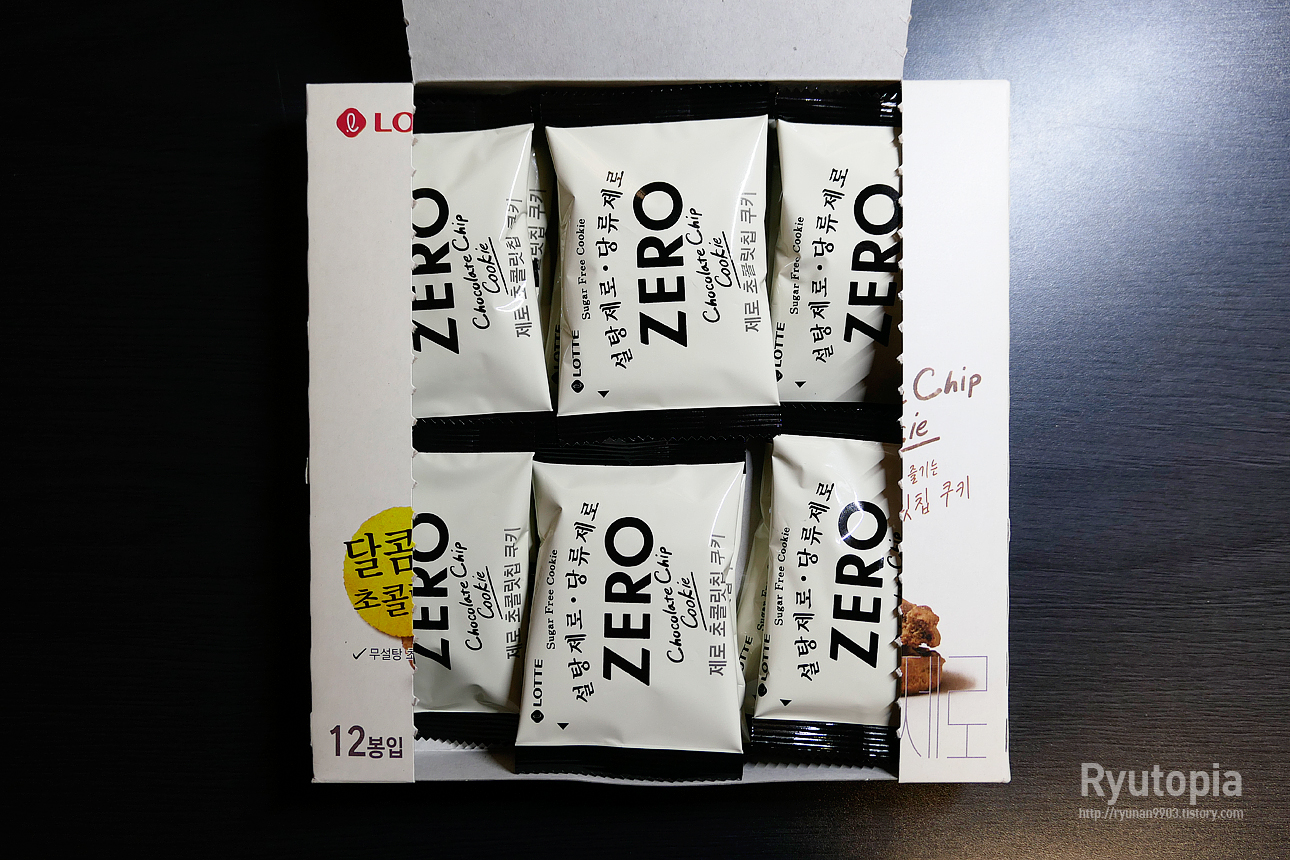 LO
달콤
초콜
✓ 무설탕 초
12봉입
ZERO
Chocolate Chip
Cookie
제로 초콜릿칩 쿠키
LOTTE
Sugar Free Cookie
설탕제로·당류제로
ZERO
Chocolate Chip
Cookie
제로 초콜릿칩 쿠키
LOTTE
Sugar Free Cookie
설탕제로·당류제로
ZERO
ZERO
Chocolate Chip
Cookie
제로 초콜릿칩 쿠키
LOTTE
Sugar Free Cookie
설탕제로·당류제로
ZERO
Chocolate Chip
Cookie
제로 초콜릿칩 쿠키
LOTTE
Sugar Free Cookie
설탕제로·당류제로
ZERO
Chip
ie
즐기는
칩 쿠키
제로
Ryutopia
http://ryunan9903.tistory.com